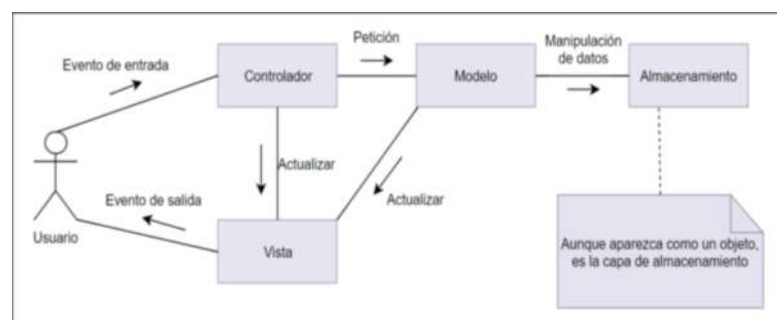 Petición
Manipulación
de datos
Evento de entrada
Controlador
Modelo
Almacenamiento
Actualizar
Actualizar
Evento de salida
Usuario
Vista
Aunque aparezca como un objeto,
es la capa de almacenamiento